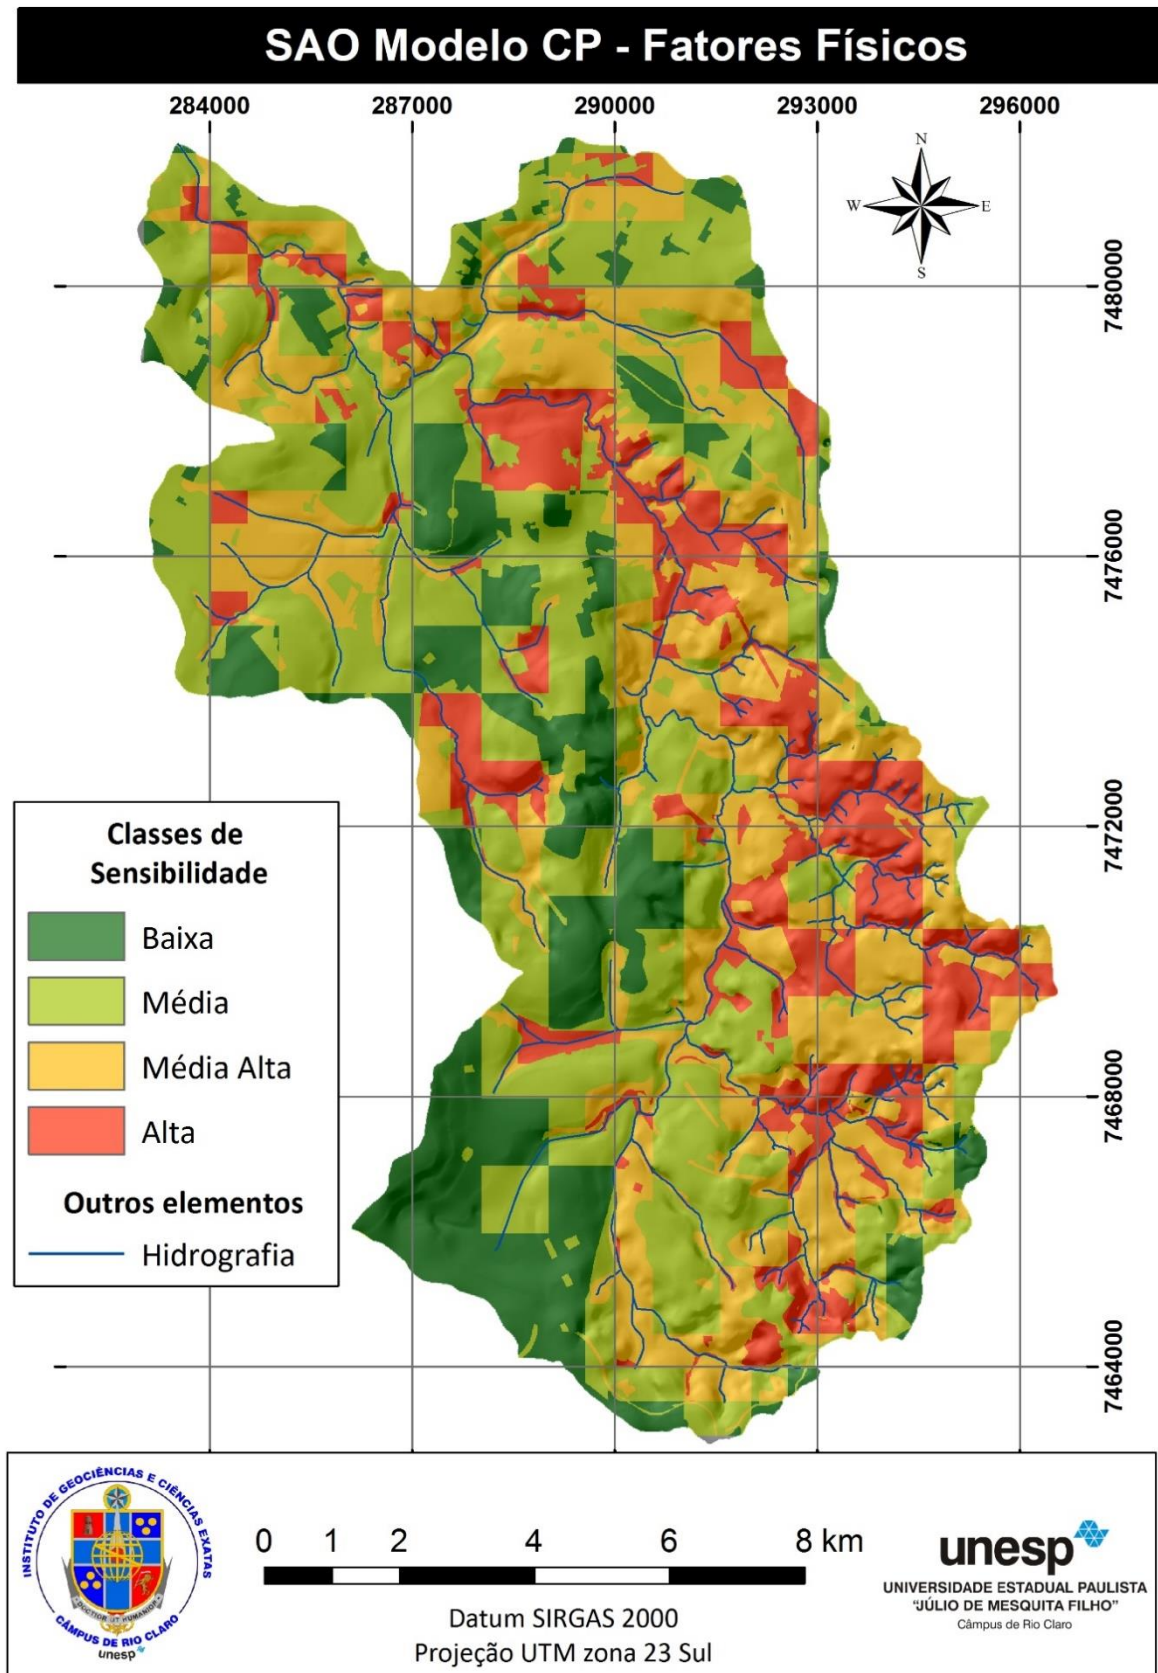 SAO Modelo CP - Fatores Físicos
284000 287000 290000 293000 296000
N
W E
S
7480000
7476000
7472000
7468000
7464000
Classes de
Sensibilidade
Baixa
Média
Média Alta
Alta
Outros elementos
Hidrografia
INSTITUTO DE GEOCIÊNCIAS E CIÊNCIAS EXATAS
CÂMPUS DE RIO CLARO
unesp
0 1 2 4 6 8 km
Datum SIRGAS 2000
Projeção UTM zona 23 Sul
unesp
UNIVERSIDADE ESTADUAL PAULISTA
"JÚLIO DE MESQUITA FILHO"
Câmpus de Rio Claro